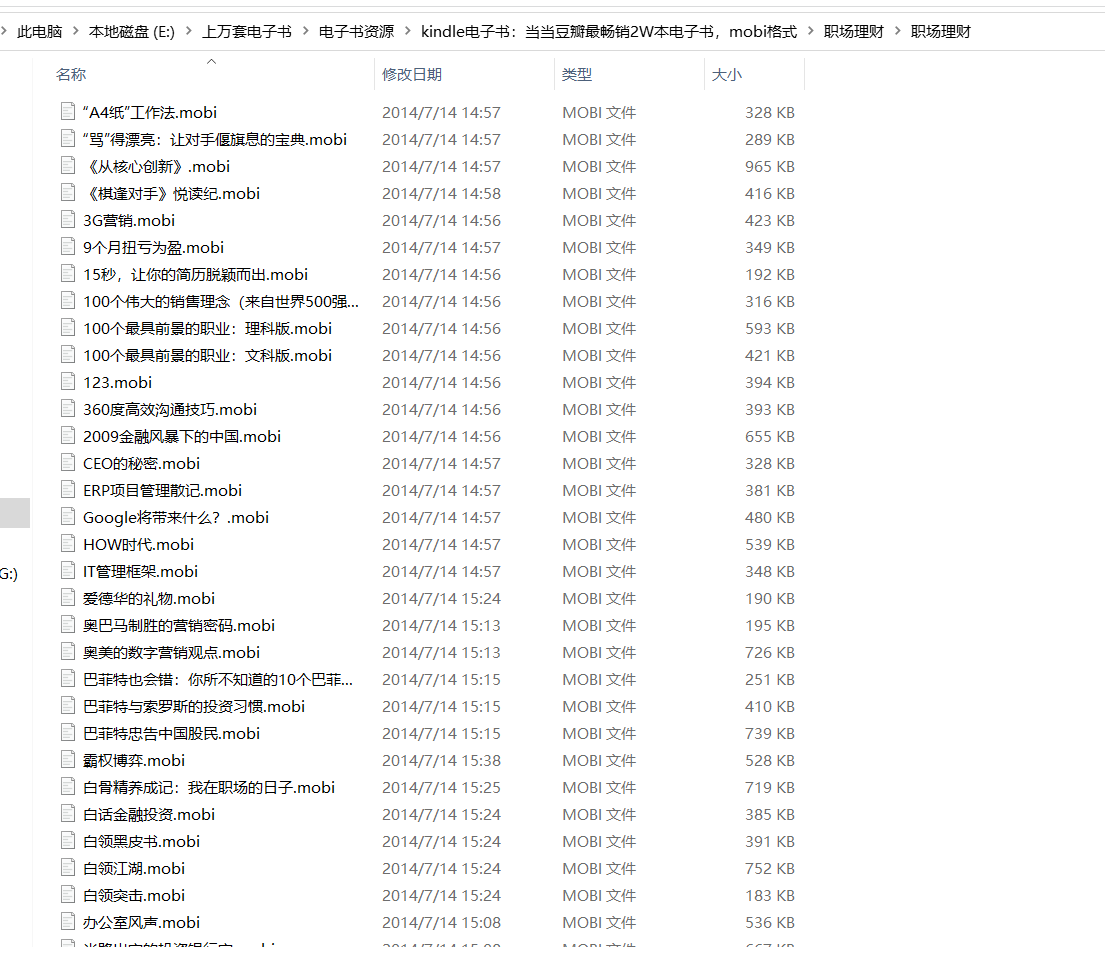 此电脑 > 本地磁盘 (E:) > 上万套电子书 > 电子书资源 > kindle电子书：当当豆瓣最畅销2W本电子书，mobi格式 > 职场理财 > 职场理财
名称 修改日期 类型 大小
“A4纸”工作法.mobi 2014/7/14 14:57 MOBI 文件 328 KB
“骂”得漂亮：让对手偃旗息的宝典.mobi 2014/7/14 14:57 MOBI 文件 289 KB
《从核心创新》.mobi 2014/7/14 14:57 MOBI 文件 965 KB
《棋逢对手》悦读纪.mobi 2014/7/14 14:58 MOBI 文件 416 KB
3G营销.mobi 2014/7/14 14:56 MOBI 文件 423 KB
9个月扭亏为盈.mobi 2014/7/14 14:57 MOBI 文件 349 KB
15秒，让你的简历脱颖而出.mobi 2014/7/14 14:56 MOBI 文件 192 KB
100个伟大的销售理念（来自世界500强... 2014/7/14 14:56 MOBI 文件 316 KB
100个最具前景的职业：理科版.mobi 2014/7/14 14:56 MOBI 文件 593 KB
100个最具前景的职业：文科版.mobi 2014/7/14 14:56 MOBI 文件 421 KB
123.mobi 2014/7/14 14:56 MOBI 文件 394 KB
360度高效沟通技巧.mobi 2014/7/14 14:56 MOBI 文件 393 KB
2009金融风暴下的中国.mobi 2014/7/14 14:56 MOBI 文件 655 KB
CEO的秘密.mobi 2014/7/14 14:57 MOBI 文件 328 KB
ERP项目管理散记.mobi 2014/7/14 14:57 MOBI 文件 381 KB
Google将带来什么？.mobi 2014/7/14 14:57 MOBI 文件 480 KB
HOW时代.mobi 2014/7/14 14:57 MOBI 文件 539 KB
G:) IT管理框架.mobi 2014/7/14 14:57 MOBI 文件 348 KB
爱德华的礼物.mobi 2014/7/14 15:24 MOBI 文件 190 KB
奥巴马制胜的营销密码.mobi 2014/7/14 15:13 MOBI 文件 195 KB
奥美的数字营销观点.mobi 2014/7/14 15:13 MOBI 文件 726 KB
巴菲特也会错：你所不知道的10个巴菲... 2014/7/14 15:15 MOBI 文件 251 KB
巴菲特与索罗斯的投资习惯.mobi 2014/7/14 15:15 MOBI 文件 410 KB
巴菲特忠告中国股民.mobi 2014/7/14 15:15 MOBI 文件 739 KB
霸权博弈.mobi 2014/7/14 15:38 MOBI 文件 528 KB
白骨精养成记：我在职场的日子.mobi 2014/7/14 15:25 MOBI 文件 719 KB
白话金融投资.mobi 2014/7/14 15:24 MOBI 文件 385 KB
白领黑皮书.mobi 2014/7/14 15:24 MOBI 文件 391 KB
白领江湖.mobi 2014/7/14 15:24 MOBI 文件 752 KB
白领突击.mobi 2014/7/14 15:24 MOBI 文件 183 KB
办公室风声.mobi 2014/7/14 15:08 MOBI 文件 536 KB